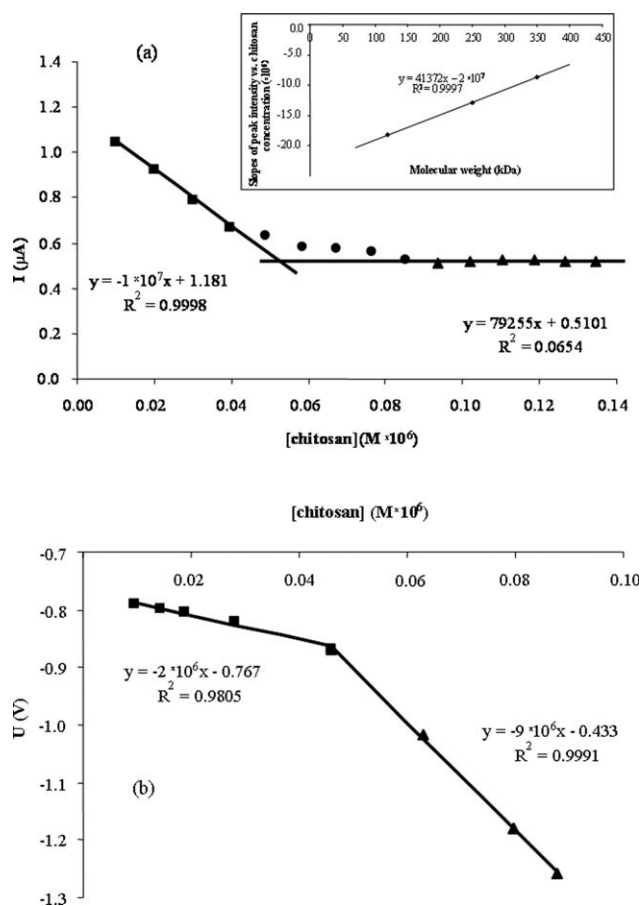 (a)
0 50 100 150 200 250 300 350 400 450
0.0
-5.0
-10.0
-15.0
-20.0
Slopes of peak intensity vs. chitosan
concentration (*10⁶)
y = 41372x – 2 *10⁷
R² = 0.9997
Molecular weight (kDa)
1.4
1.2
1.0
0.8
0.6
0.4
0.2
0.0
I (µA)
y = -1 *10⁷x + 1.181
R² = 0.9998
y = 79255x + 0.5101
R² = 0.0654
0.00 0.02 0.04 0.06 0.08 0.10 0.12 0.14
[chitosan](M *10⁶)
[chitosan] (M*10⁶)
0.02 0.04 0.06 0.08 0.10
-0.7
-0.8
-0.9
-1.0
-1.1
-1.2
-1.3
U (V)
y = -2 *10⁶x - 0.767
R² = 0.9805
y = -9 *10⁶x - 0.433
R² = 0.9991
(b)